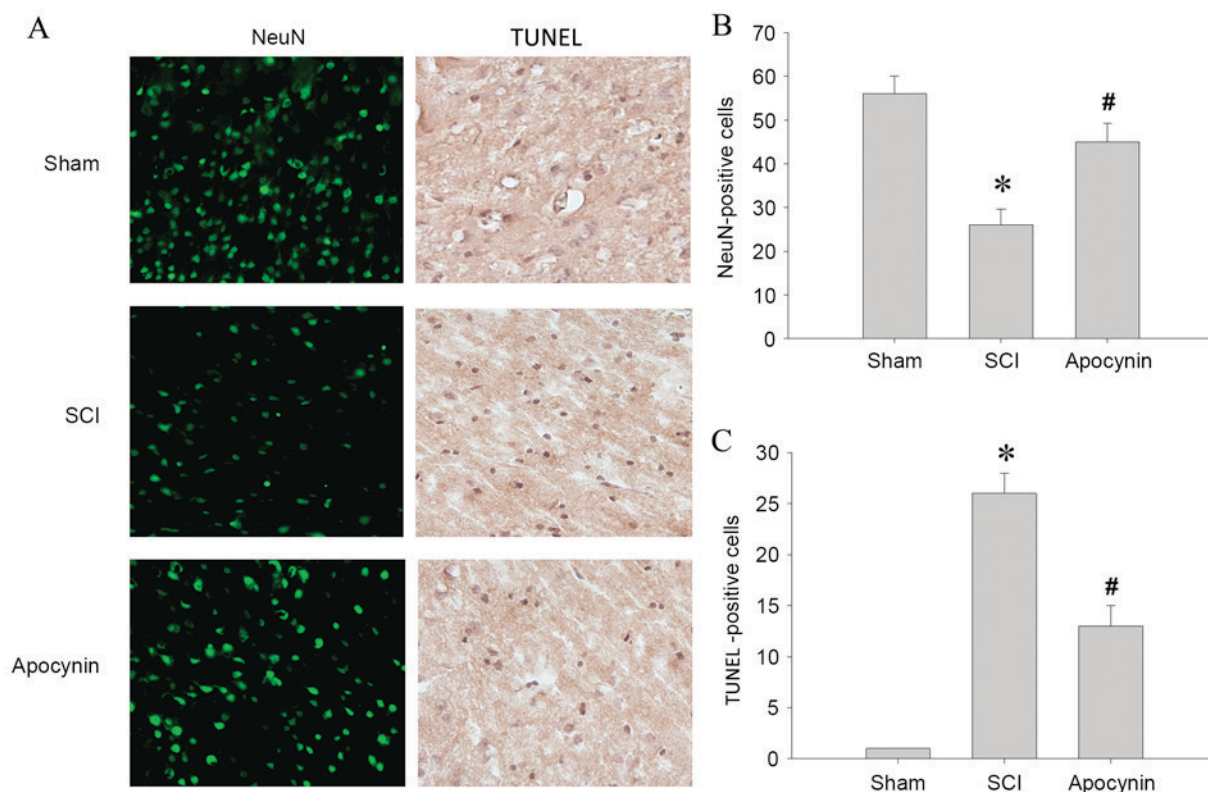 A
NeuN
TUNEL
Sham
SCI
Apocynin
B
NeuN-positive cells
70
60
50
40
30
20
10
0
*
#
Sham
SCI
Apocynin
C
TUNEL -positive cells
30
25
20
15
10
5
0
*
#
Sham
SCI
Apocynin